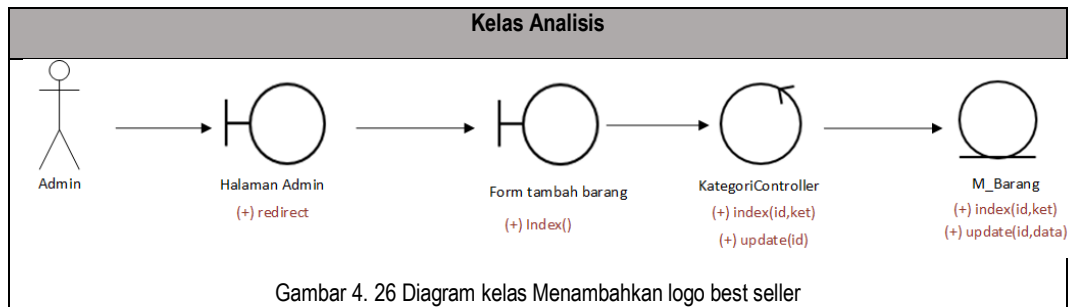 Kelas Analisis
Admin
Halaman Admin
(+) redirect
Form tambah barang
(+) Index()
KategoriController
(+) index(id,ket)
(+) update(id)
M_Barang
(+) index(id,ket)
(+) update(id,data)
Gambar 4. 26 Diagram kelas Menambahkan logo best seller